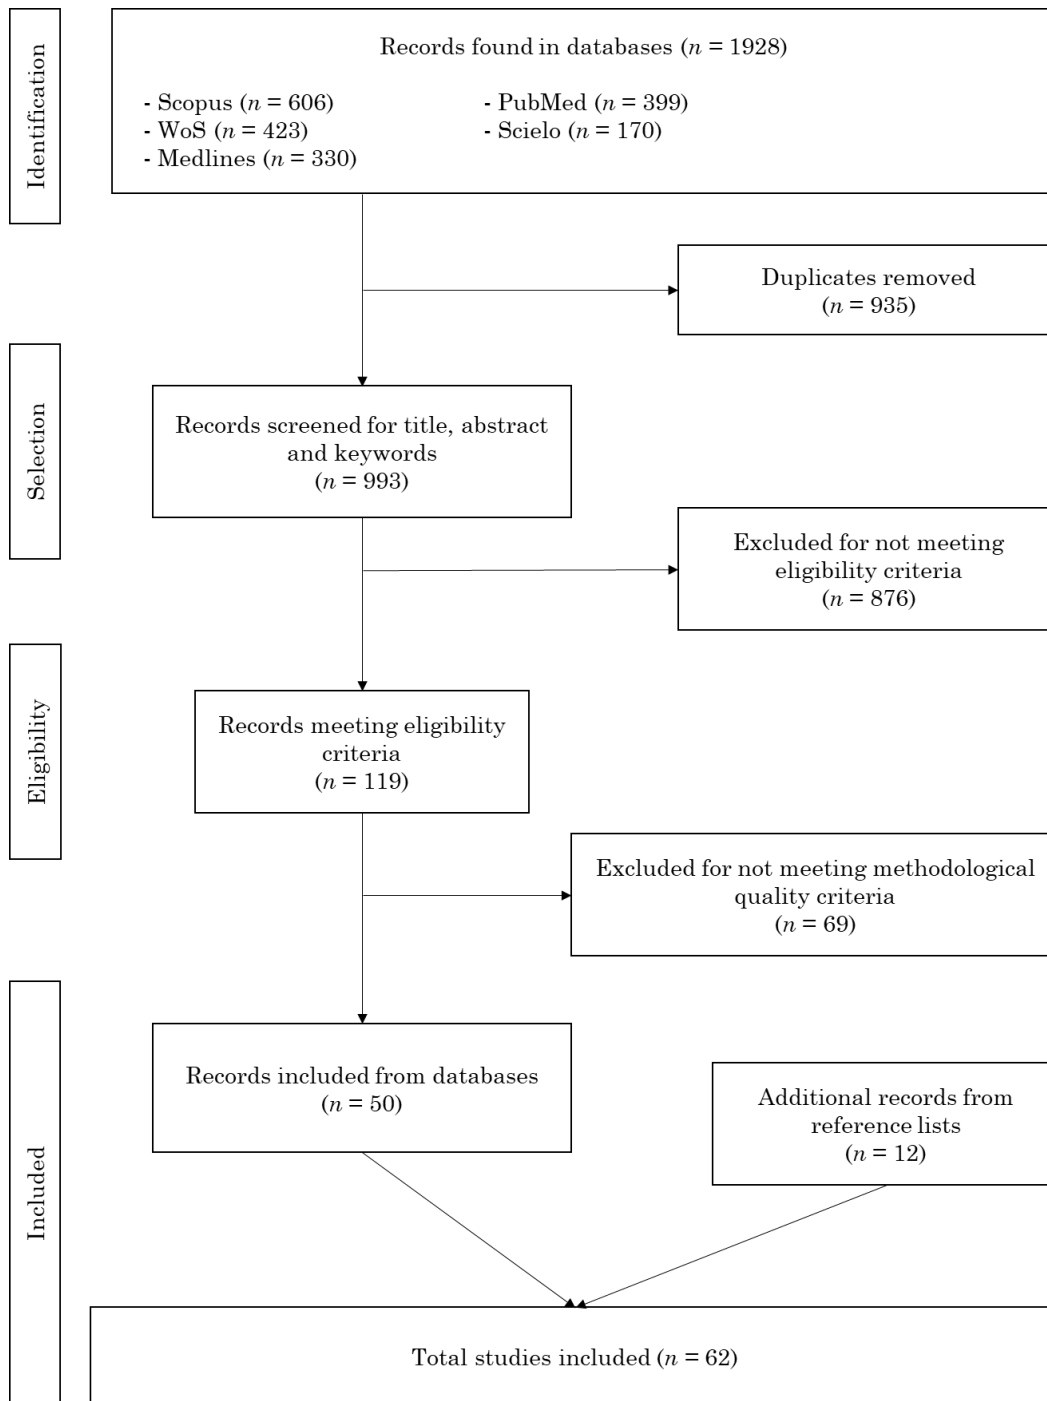 Identification
Records found in databases (n = 1928)
- Scopus (n = 606)
- WoS (n = 423)
- Medlines (n = 330)
- PubMed (n = 399)
- Scielo (n = 170)
Duplicates removed
(n = 935)
Selection
Records screened for title, abstract
and keywords
(n = 993)
Excluded for not meeting
eligibility criteria
(n = 876)
Eligibility
Records meeting eligibility
criteria
(n = 119)
Excluded for not meeting methodological
quality criteria
(n = 69)
Included
Records included from databases
(n = 50)
Additional records from
reference lists
(n = 12)
Total studies included (n = 62)